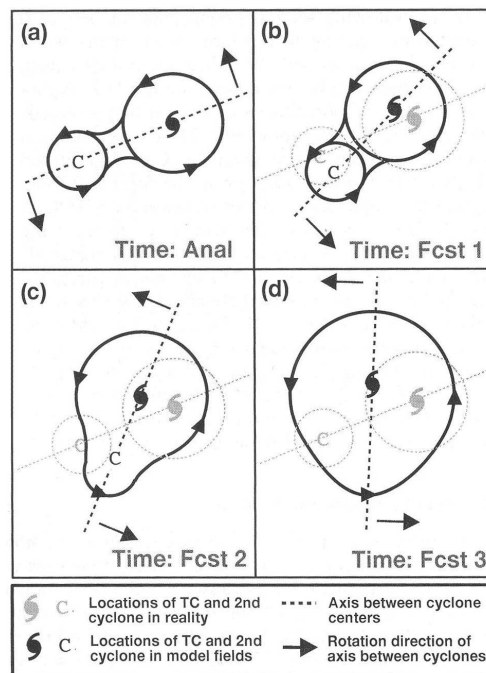 (a)
C
Time: Anal
(b)
C
C
Time: Fcst 1
(c)
C
C
Time: Fcst 2
(d)
C
Time: Fcst 3
C. Locations of TC and 2nd
cyclone in reality
Axis between cyclone
centers
C Locations of TC and 2nd
cyclone in model fields
Rotation direction of
axis between cyclones